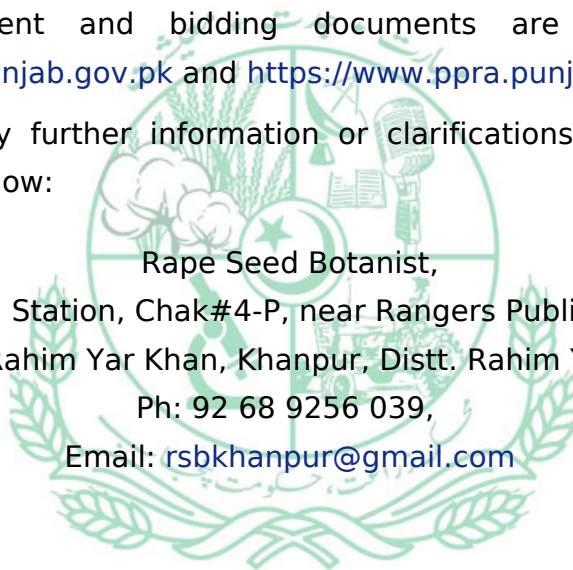 ent and bidding documents are
njab.gov.pk and https://www.ppra.punj
y further information or clarifications
ow:
Rape Seed Botanist,
Station, Chak#4-P, near Rangers Publi
Rahim Yar Khan, Khanpur, Distt. Rahim Y
Ph: 92 68 9256 039,
Email: rsbkhanpur@gmail.com